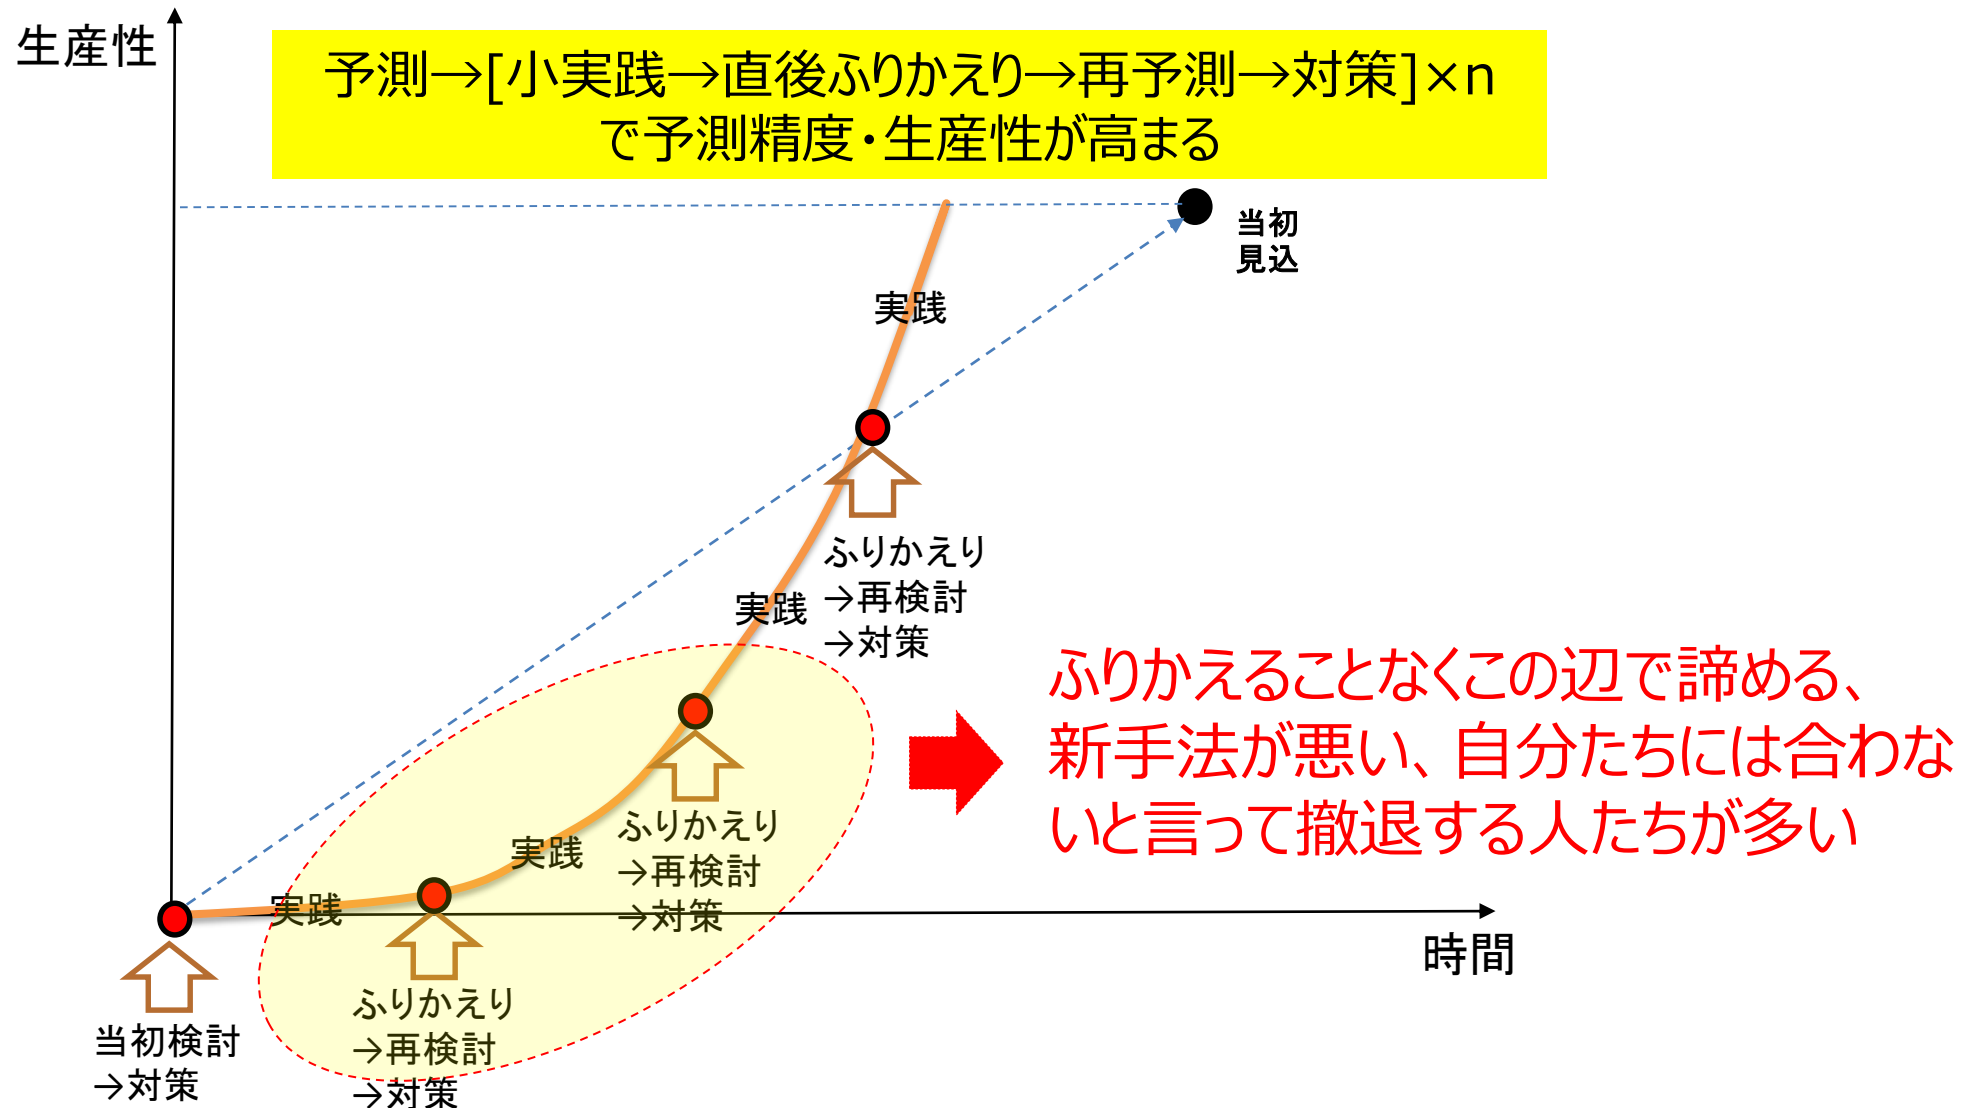 生産性
予測→[小実践→直後ふりかえり→再予測→対策]×n
で予測精度・生産性が高まる
当初
見込
実践
ふりかえり
→再検討
→対策
実践
ふりかえることなくこの辺で諦める、
新手法が悪い、自分たちには合わな
いと言って撤退する人たちが多い
ふりかえり
→再検討
→対策
実践
実践
時間
ふりかえり
→再検討
→対策
当初検討
→対策